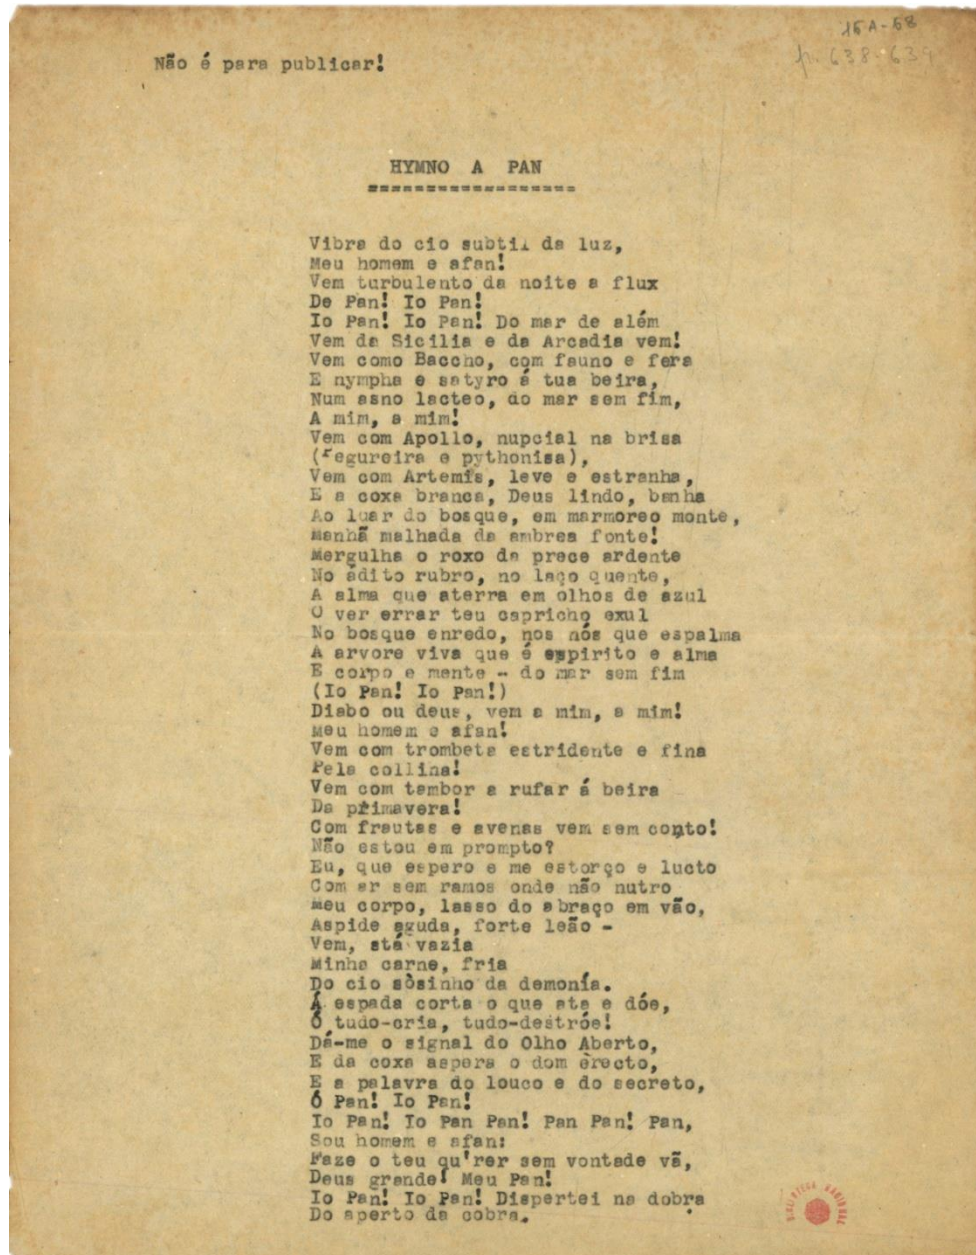 16A-68
p. 638-639
Não é para publicar!
HYMNO A PAN
==================
Vibra do cio subtil da luz,
Meu homem e afan!
Vem turbulento da noite a flux
De Pan! Io Pan!
Io Pan! Io Pan! Do mar de além
Vem da Sicilia e da Arcadia vem!
Vem como Baccho, com fauno e fera
E nympha e satyro á tua beira,
Num asno lacteo, do mar sem fim,
A mim, a mim!
Vem com Apollo, nupcial na brisa
(regureira e pythonisa),
Vem com Artemis, leve e estranha,
E a coxa branca, Deus lindo, banha
Ao luar do bosque, em marmoreo monte,
Manhã malhada da ambrea fonte!
Mergulha o roxo da prece ardente
No ádito rubro, no laço quente,
A alma que aterra em olhos de azul
O ver errar teu capricho exul
No bosque enredo, nos nós que espalma
A arvore viva que é espirito e alma
E corpo e mente - do mar sem fim
(Io Pan! Io Pan!)
Diabo ou deus, vem a mim, a mim!
Meu homem e afan!
Vem com trombeta estridente e fina
Pela collina!
Vem com tambor a rufar á beira
Da primavera!
Com frautas e avenas vem sem conto!
Não estou em prompto?
Eu, que espero e me estorço e lucto
Com ar sem ramos onde não nutro
Meu corpo, lasso do abraço em vão,
Aspide aguda, forte leão -
Vem, stá vazia
Minha carne, fria
Do cio sòsinho da demonía.
Á espada corta o que ata e dóe,
Ó tudo-cria, tudo-destróe!
Dá-me o signal do Olho Aberto,
E da coxa aspera o dom èrecto,
E a palavra do louco e do secreto,
Ó Pan! Io Pan!
Io Pan! Io Pan Pan! Pan Pan! Pan,
Sou homem e afan:
Faze o teu qu'rer sem vontade vã,
Deus grande! Meu Pan!
Io Pan! Io Pan! Dispertei na dobra
Do aperto da cobra.
BIBLIOTECA NACIONAL